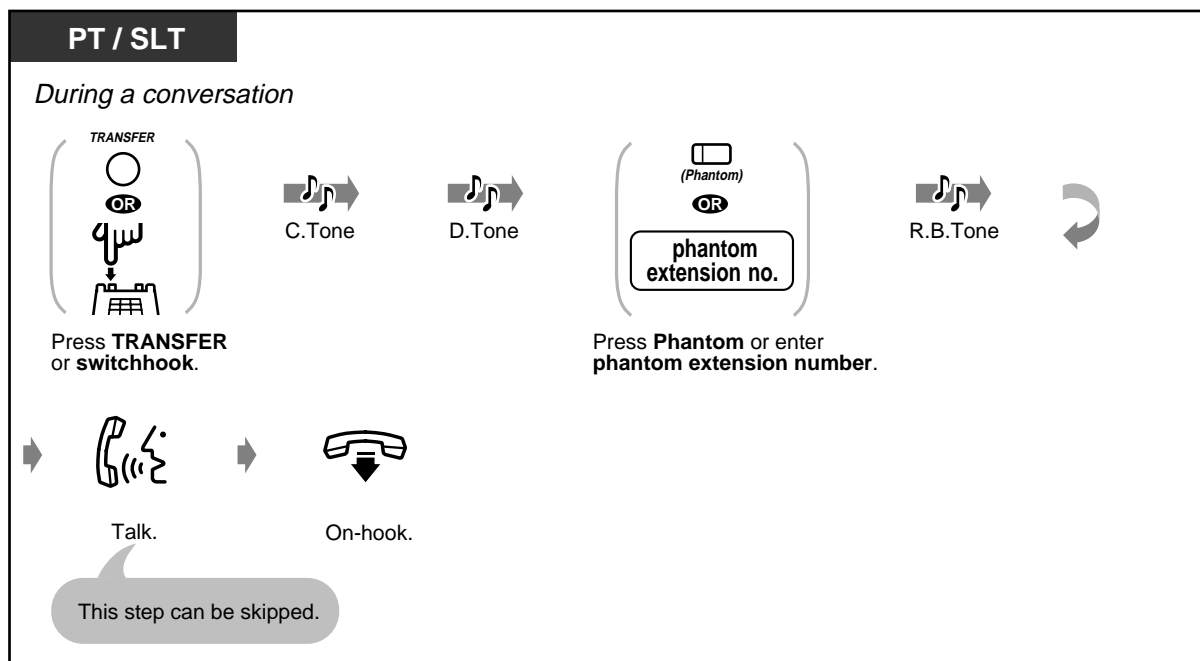 PT / SLT
During a conversation
TRANSFER
OR
C.Tone
D.Tone
(Phantom)
OR
phantom
extension no.
R.B.Tone
Press TRANSFER
or switchhook.
Press Phantom or enter
phantom extension number.
Talk.
On-hook.
This step can be skipped.